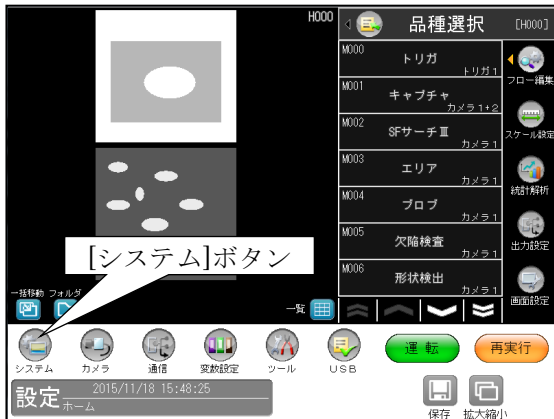 H000
品種選択
[H000]
M000
トリガ
トリガ1
M001
キャプチャ
カメラ1+2
M002
SFサーチⅢ
カメラ1
M003
エリア
カメラ1
M004
ブロブ
カメラ1
M005
欠陥検査
カメラ1
M006
形状検出
カメラ1
フロー編集
スケール設定
統計解析
出力設定
画面設定
[システム]ボタン
一括移動 フォルダ
一覧
システム カメラ 通信 変数設定 ツール USB
運転 再実行
設定 2015/11/18 15:48:25
ホーム
保存 拡大縮小